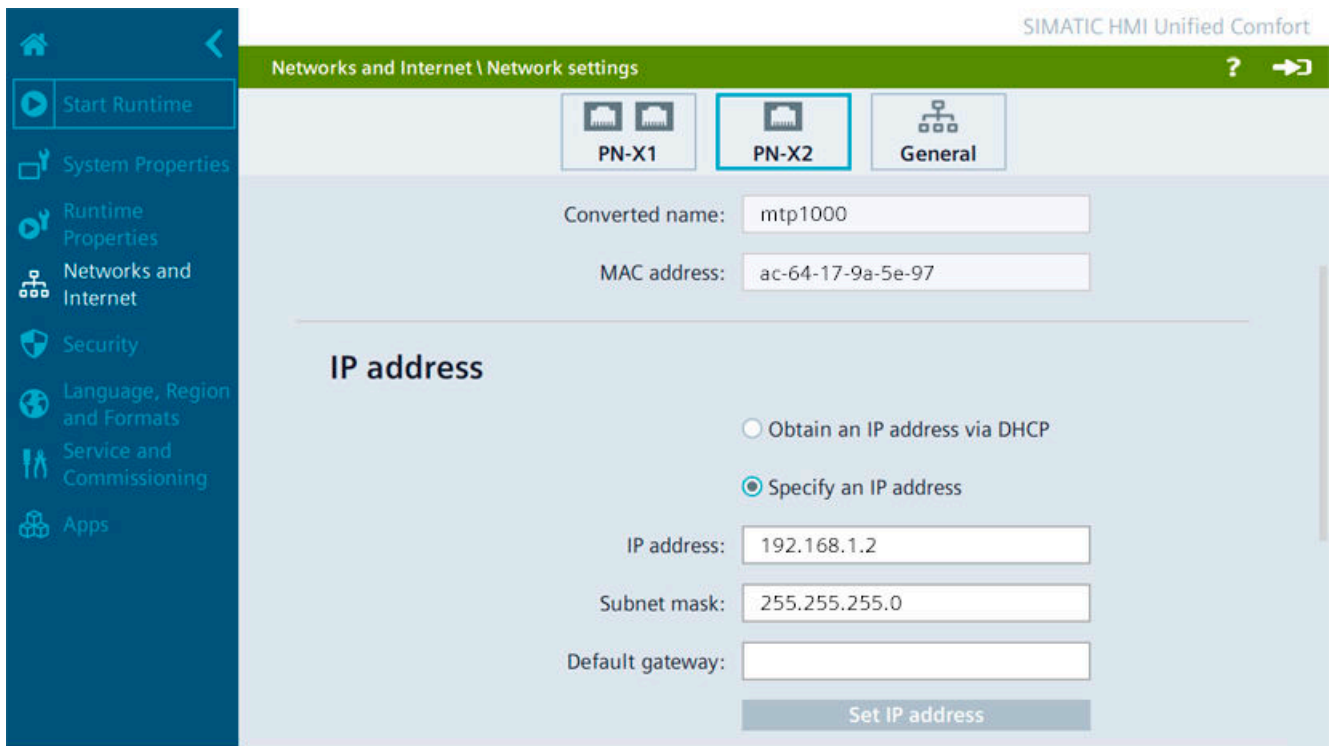 SIMATIC HMI Unified Comfort
Networks and Internet \ Network settings
?
Start Runtime
System Properties
Runtime
Properties
Networks and
Internet
Security
Language, Region
and Formats
Service and
Commissioning
Apps
PN-X1
PN-X2
General
Converted name: mtp1000
MAC address: ac-64-17-9a-5e-97
IP address
Obtain an IP address via DHCP
Specify an IP address
IP address: 192.168.1.2
Subnet mask: 255.255.255.0
Default gateway:
Set IP address